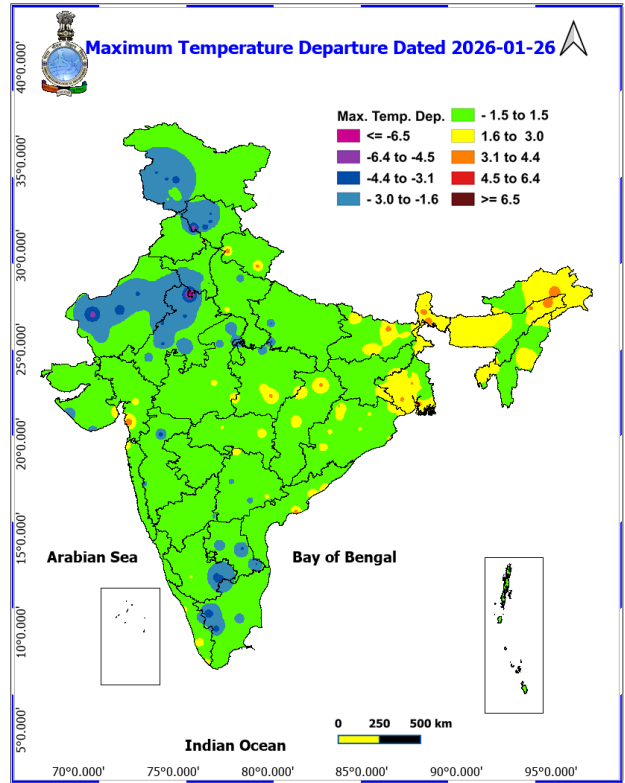 Maximum Temperature Departure Dated 2026-01-26
Max. Temp. Dep.
<= -6.5
-6.4 to -4.5
-4.4 to -3.1
- 3.0 to -1.6
- 1.5 to 1.5
1.6 to 3.0
3.1 to 4.4
4.5 to 6.4
>= 6.5
40°0.000'
35°0.000'
30°0.000'
25°0.000'
20°0.000'
15°0.000'
10°0.000'
5°0.000'
Arabian Sea
Bay of Bengal
Indian Ocean
0 250 500 km
70°0.000' 75°0.000' 80°0.000' 85°0.000' 90°0.000' 95°0.000'